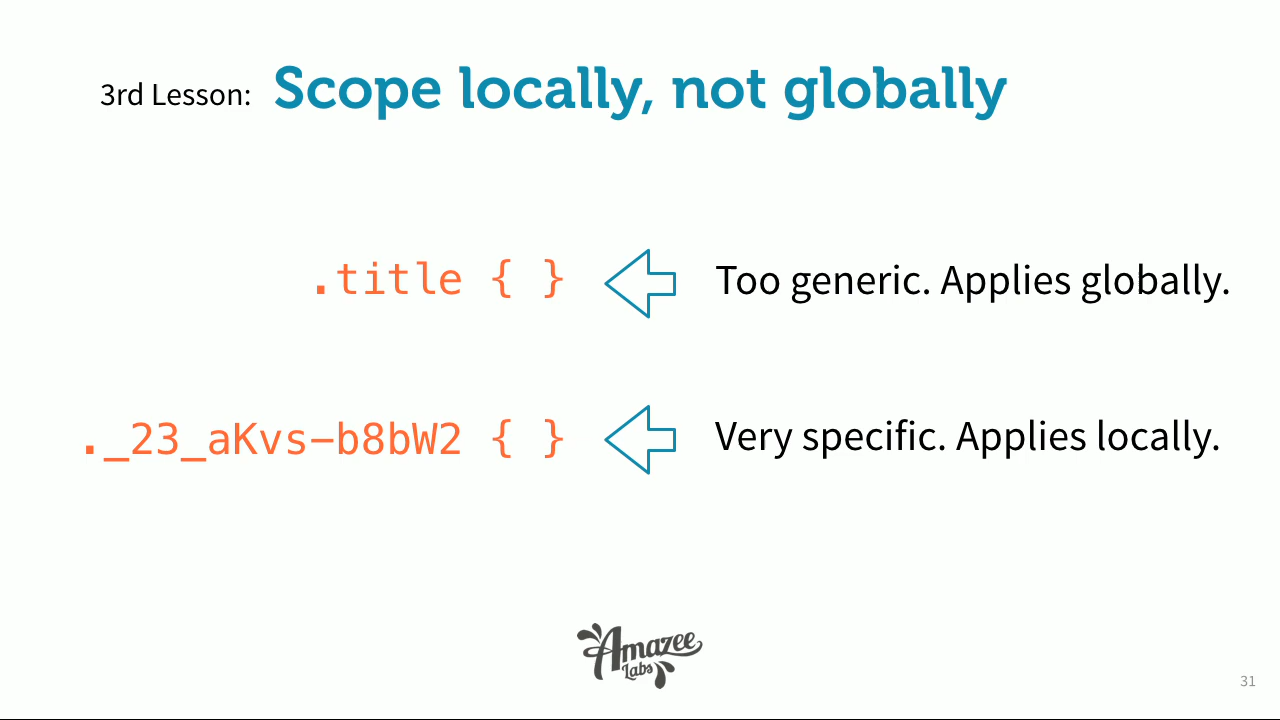 3rd Lesson: Scope locally, not globally
.title { } Too generic. Applies globally.
._23_aKvs-b8bW2 { } Very specific. Applies locally.
Amazee
Labs
31